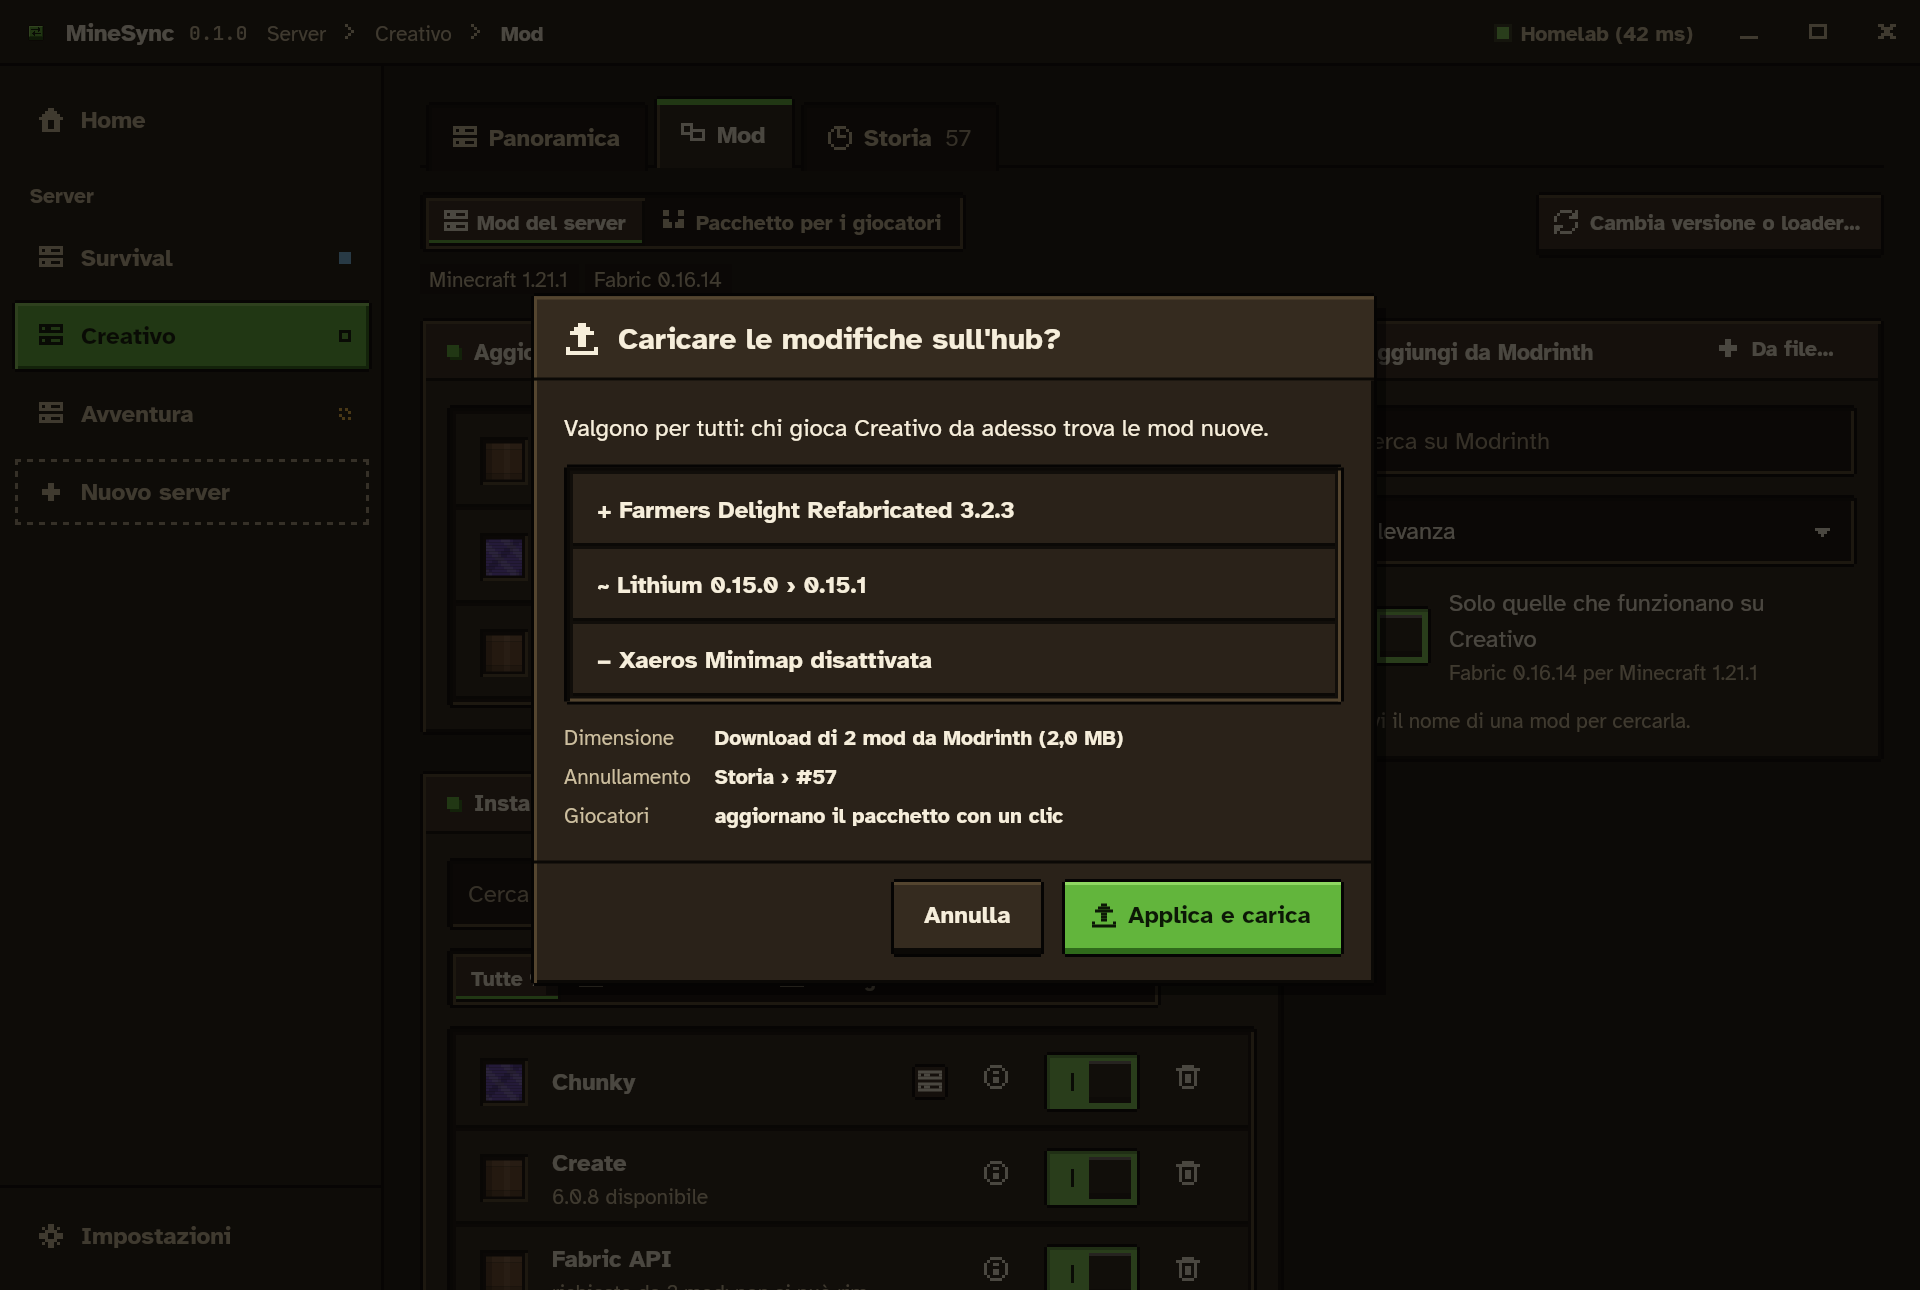 MineSync 0.1.0 Server Creativo Mod
Homelab (42 ms)
Home
Server
Survival
Creativo
Avventura
Nuovo server
Impostazioni
Panoramica
Mod
Storia 57
Mod del server
Pacchetto per i giocatori
Cambia versione o loader...
Minecraft 1.21.1
Fabric 0.16.14
ggiungi da Modrinth
Da file...
su Modrinth
levanza
Solo quelle che funzionano su
Creativo
Fabric 0.16.14 per Minecraft 1.21.1
il nome di una mod per cercarla.
Caricare le modifiche sull'hub?
Valgono per tutti: chi gioca Creativo da adesso trova le mod nuove.
+ Farmers Delight Refabricated 3.2.3
~ Lithium 0.15.0 › 0.15.1
– Xaeros Minimap disattivata
Dimensione Download di 2 mod da Modrinth (2,0 MB)
Annullamento Storia › #57
Giocatori aggiornano il pacchetto con un clic
Annulla
Applica e carica
Aggio
Insta
Cerca
Tutte
Chunky
Create
6.0.8 disponibile
Fabric API